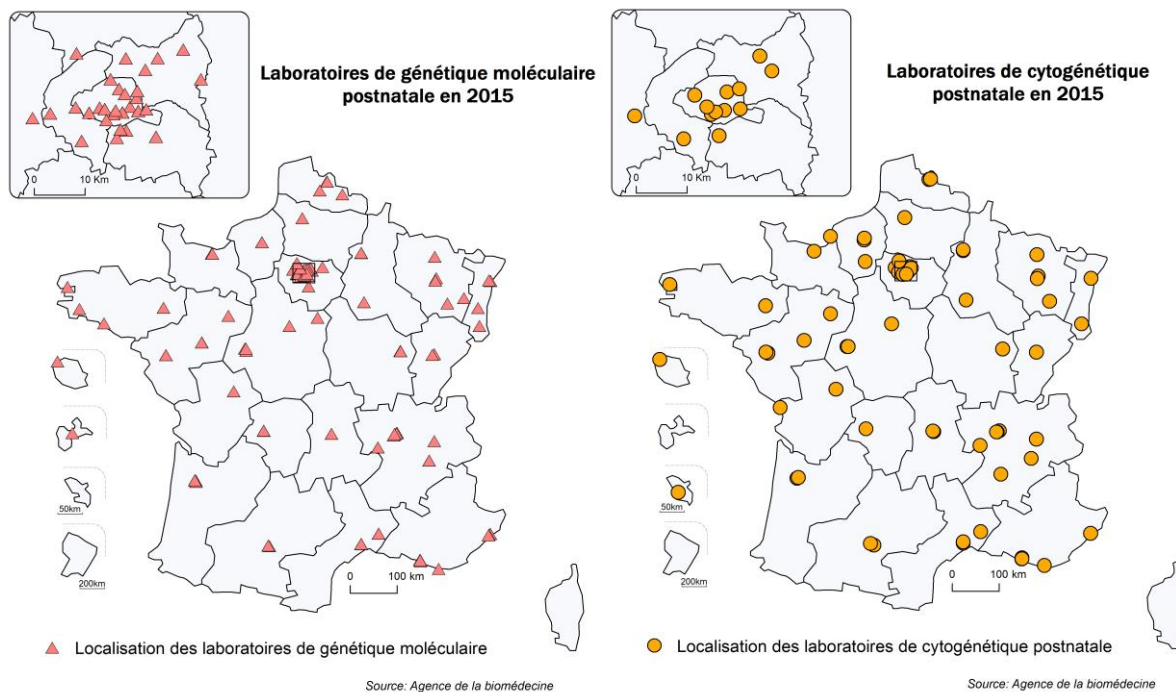 Laboratoires de génétique moléculaire
postnatale en 2015
0 10 Km
50km
200km
0 100 km
Localisation des laboratoires de génétique moléculaire
Source: Agence de la biomédecine
Laboratoires de cytogénétique
postnatale en 2015
0 10 Km
50km
200km
0 100 km
Localisation des laboratoires de cytogénétique postnatale
Source: Agence de la biomédecine